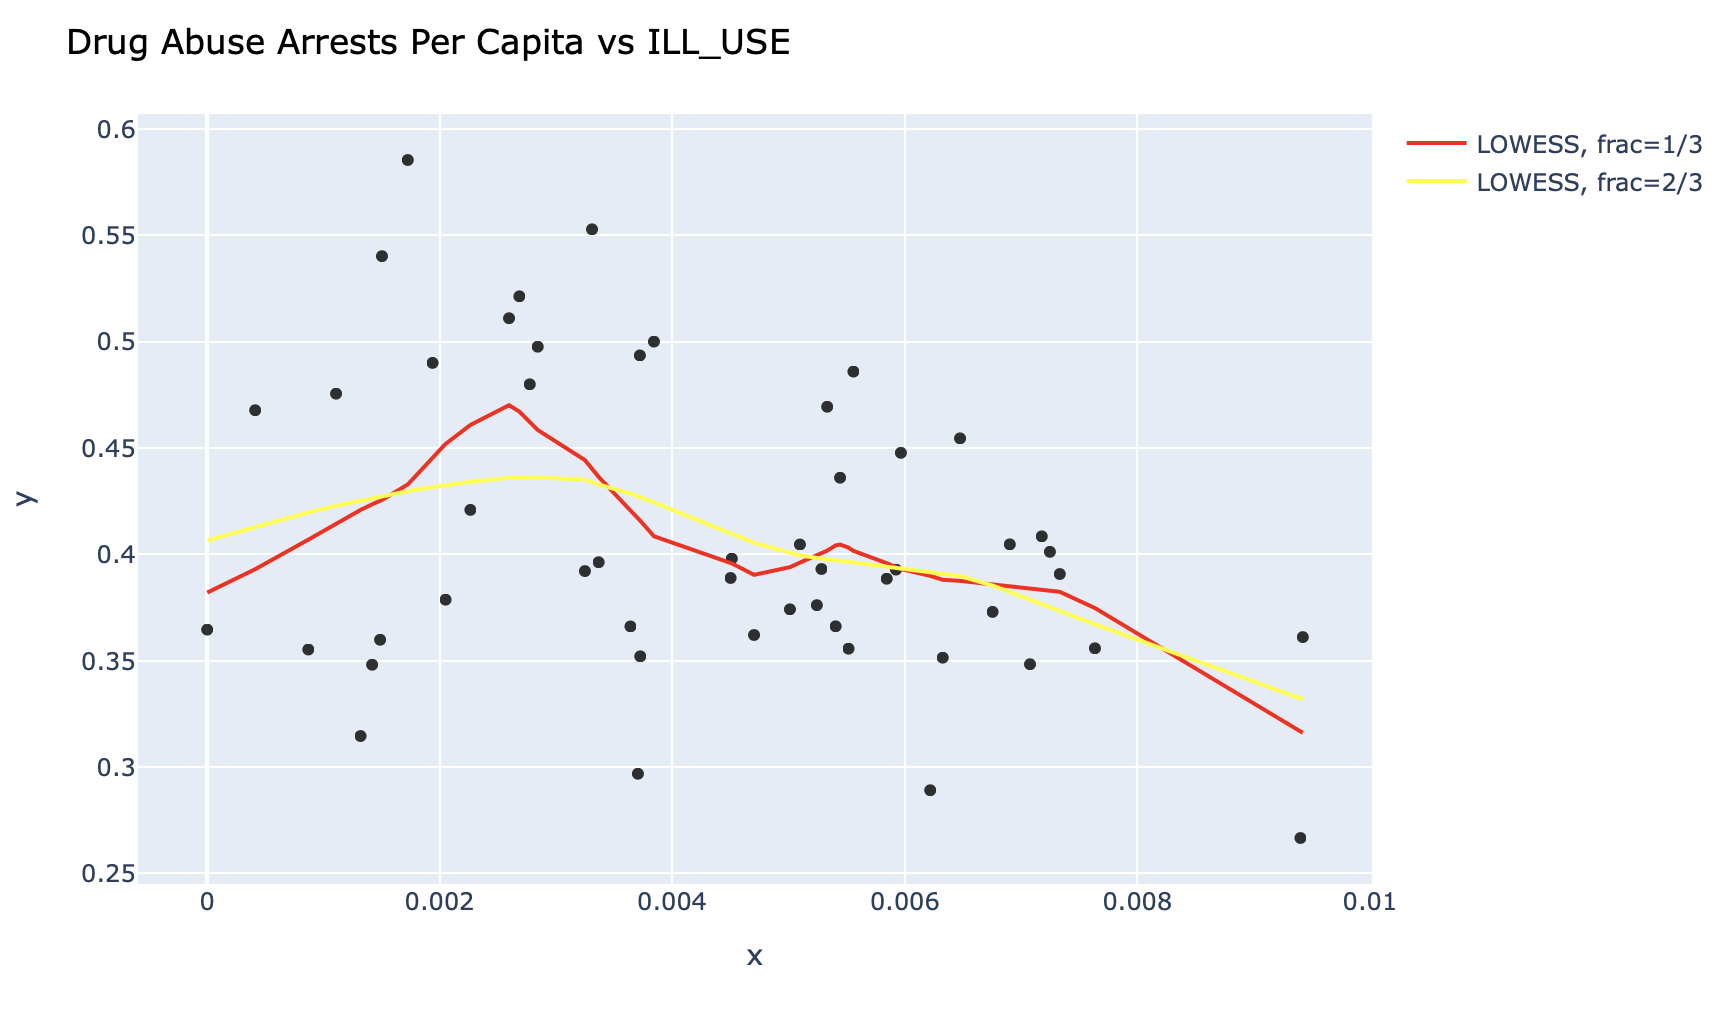 Drug Abuse Arrests Per Capita vs ILL_USE
LOWESS, frac=1/3
LOWESS, frac=2/3
0.6
0.55
0.5
0.45
0.4
0.35
0.3
0.25
y
0 0.002 0.004 0.006 0.008 0.01
x